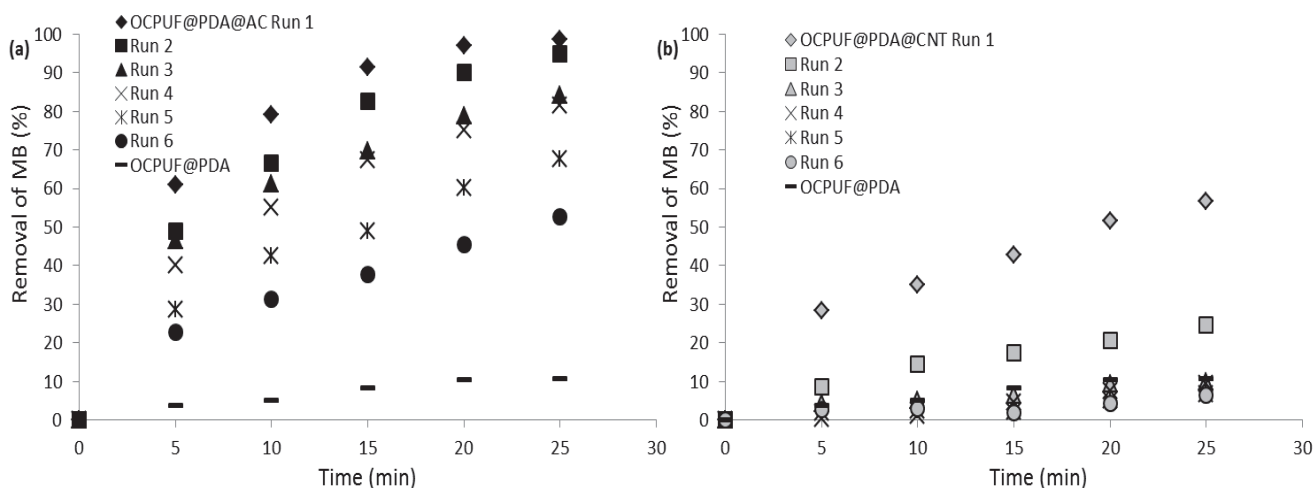 (a)
Removal of MB (%)
100
90
80
70
60
50
40
30
20
10
0
OCPUF@PDA@AC Run 1
Run 2
Run 3
Run 4
Run 5
Run 6
OCPUF@PDA
0 5 10 15 20 25 30
Time (min)
(b)
Removal of MB (%)
100
90
80
70
60
50
40
30
20
10
0
OCPUF@PDA@CNT Run 1
Run 2
Run 3
Run 4
Run 5
Run 6
OCPUF@PDA
0 5 10 15 20 25 30
Time (min)